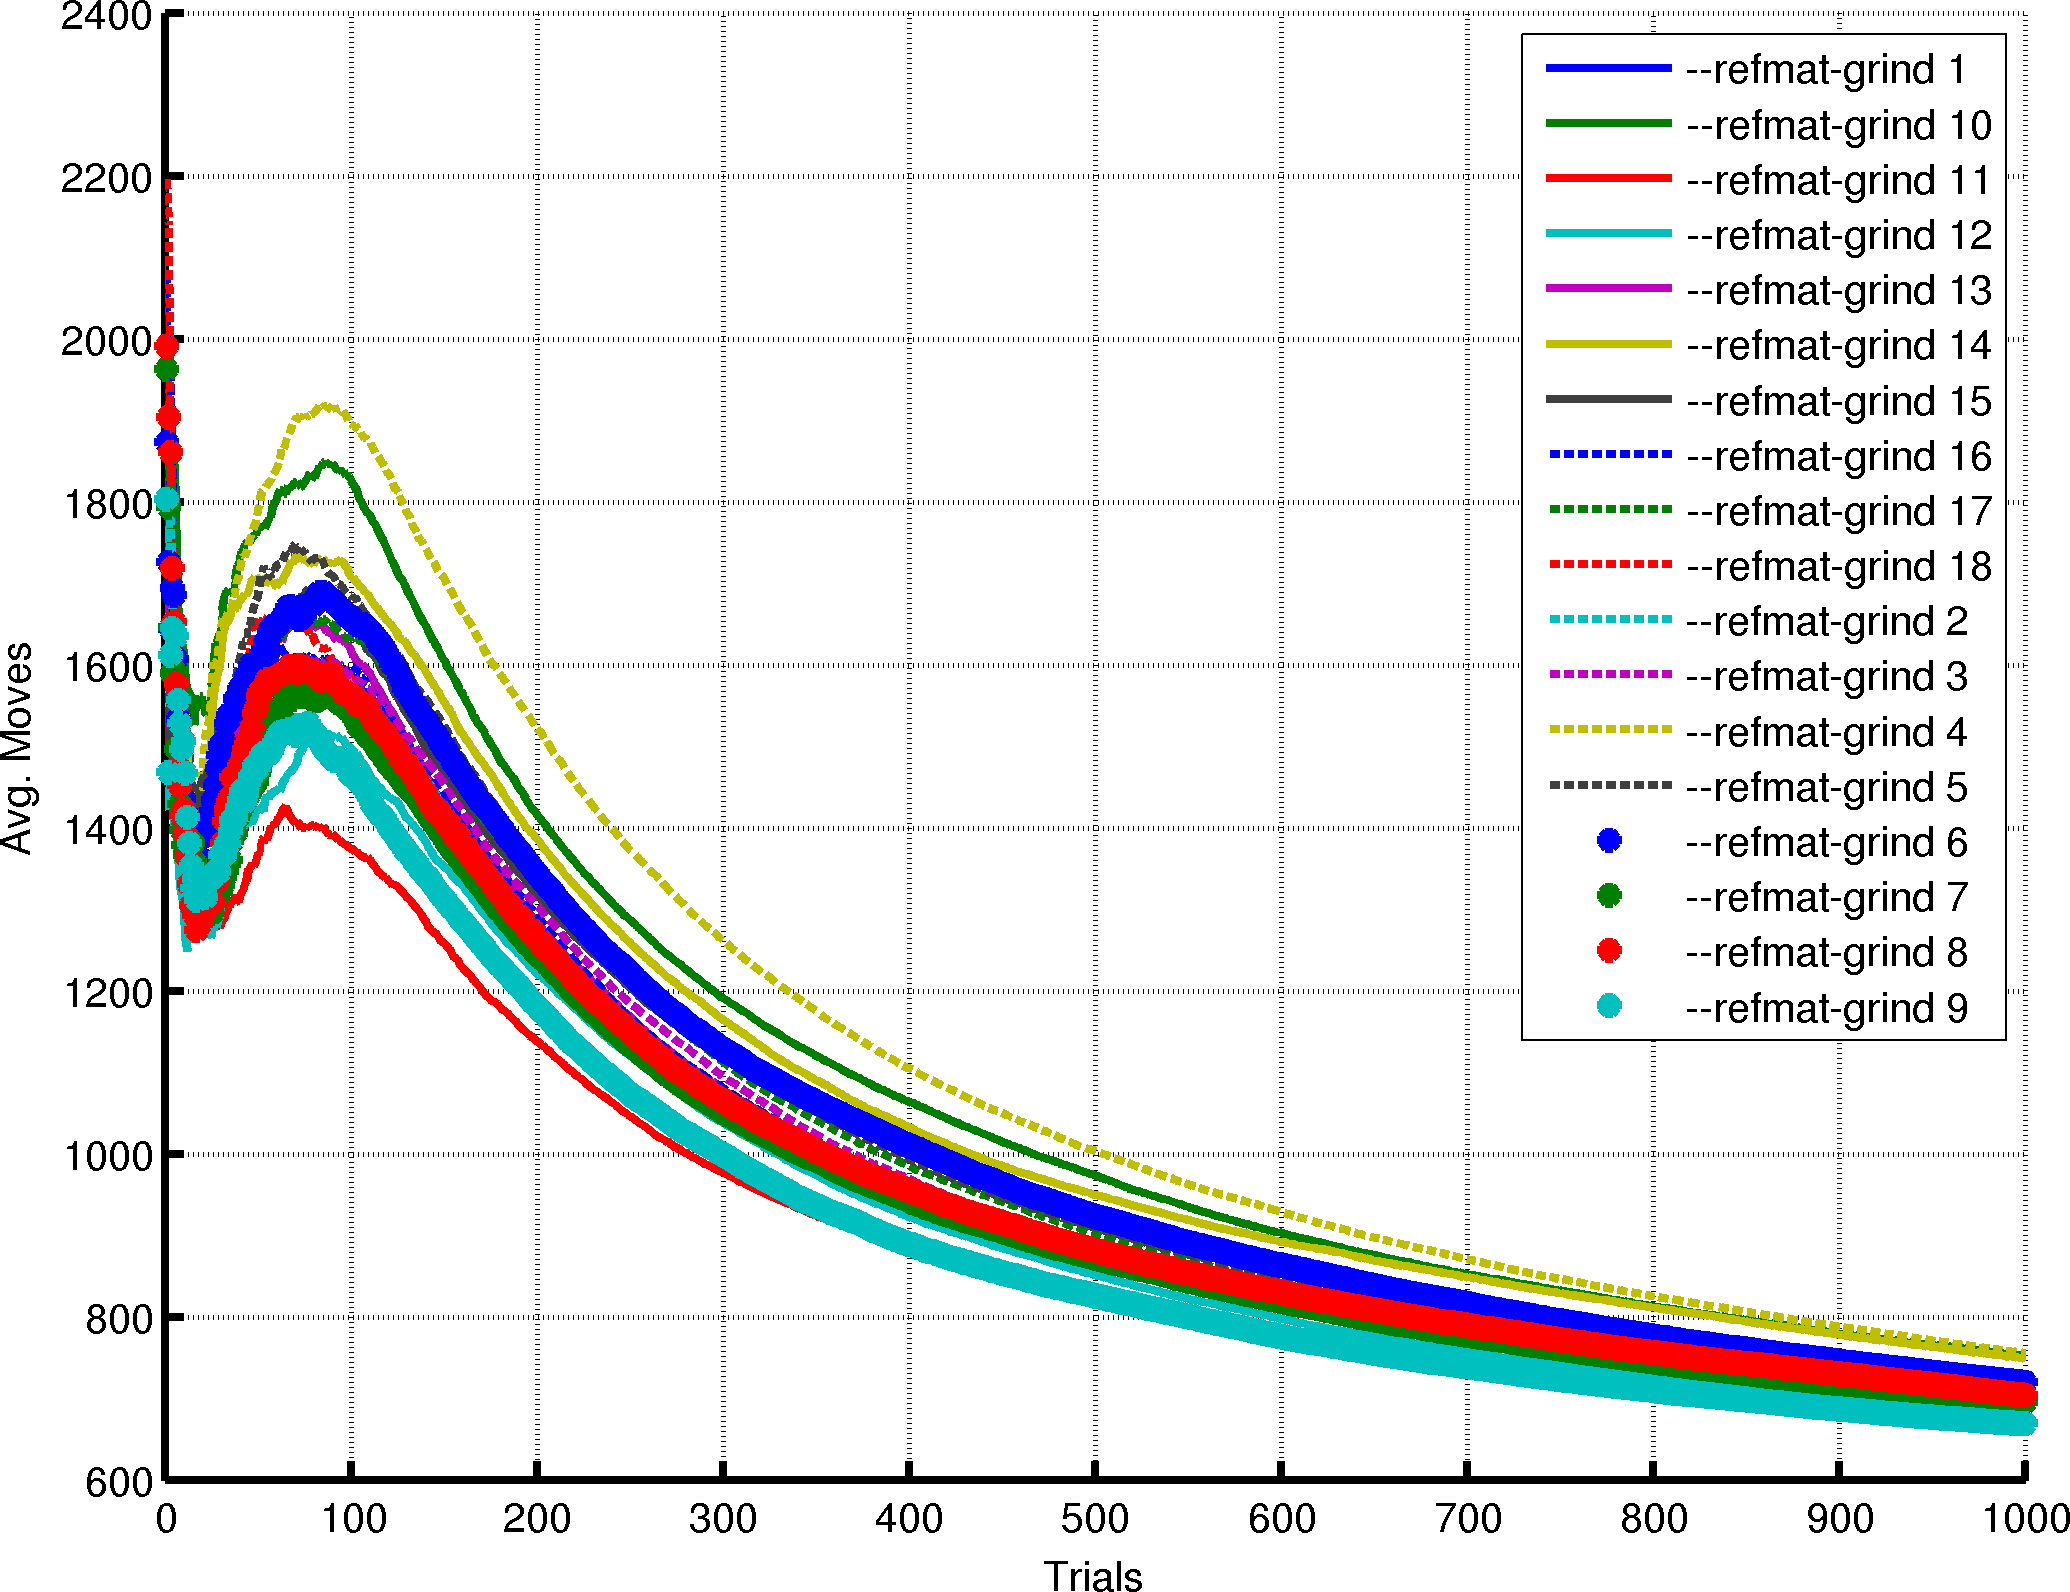 2400
2200
2000
1800
1600
1400
1200
1000
800
600
0 100 200 300 400 500 600 700 800 900 1000
Avg. Moves
Trials
--refmat-grind 1
--refmat-grind 10
--refmat-grind 11
--refmat-grind 12
--refmat-grind 13
--refmat-grind 14
--refmat-grind 15
--refmat-grind 16
--refmat-grind 17
--refmat-grind 18
--refmat-grind 2
--refmat-grind 3
--refmat-grind 4
--refmat-grind 5
--refmat-grind 6
--refmat-grind 7
--refmat-grind 8
--refmat-grind 9